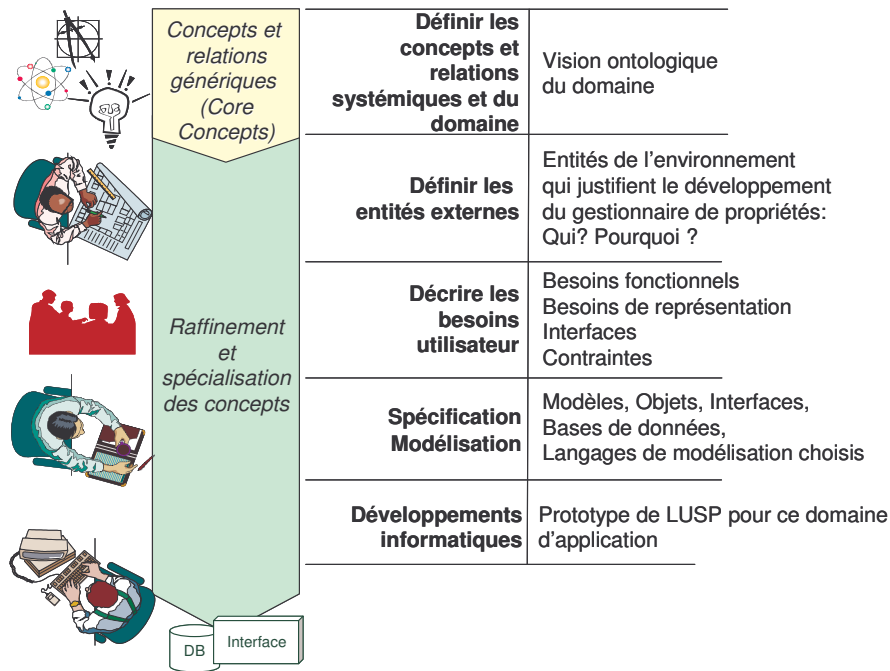 Concepts et
relations
génériques
(Core
Concepts)
Définir les
concepts et
relations
systémiques et du
domaine
Vision ontologique
du domaine
Définir les
entités externes
Entités de l'environnement
qui justifient le développement
du gestionnaire de propriétés:
Qui? Pourquoi ?
Raffinement
et
spécialisation
des concepts
Décrire les
besoins
utilisateur
Besoins fonctionnels
Besoins de représentation
Interfaces
Contraintes
Spécification
Modélisation
Modèles, Objets, Interfaces,
Bases de données,
Langages de modélisation choisis
Développements
informatiques
Prototype de LUSP pour ce domaine
d'application
DB
Interface